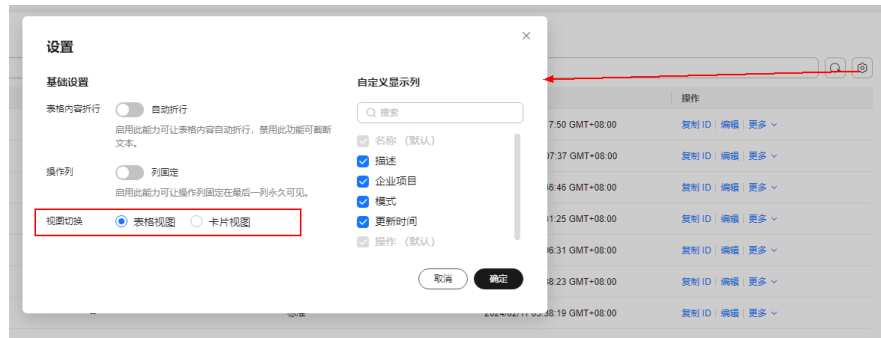 设置
基础设置
表格内容折行 自动折行
启用此能力可让表格内容自动折行，禁用此功能可截断
文本。
操作列 列固定
启用此能力可让操作列固定在最后一列永久可见。
视图切换 表格视图 卡片视图
自定义显示列
搜索
名称（默认）
描述
企业项目
模式
更新时间
操作（默认）
取消 确定
操作
7:50 GMT+08:00 复制 ID 编辑 更多
07:37 GMT+08:00 复制 ID 编辑 更多
46:46 GMT+08:00 复制 ID 编辑 更多
:25 GMT+08:00 复制 ID 编辑 更多
06:31 GMT+08:00 复制 ID 编辑 更多
:23 GMT+08:00 复制 ID 编辑 更多
:38:19 GMT+08:00 复制 ID 编辑 更多